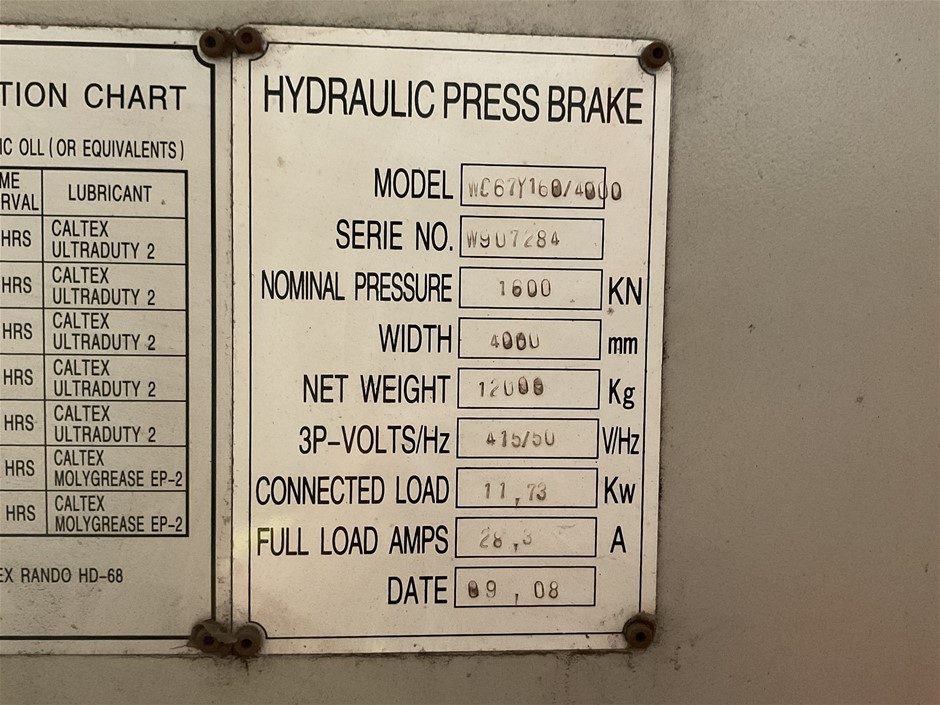 TION CHART
IC OLL (OR EQUIVALENTS)
ME
RVAL
LUBRICANT
HRS
CALTEX
ULTRADUTY 2
HRS
CALTEX
ULTRADUTY 2
HRS
CALTEX
ULTRADUTY 2
HRS
CALTEX
ULTRADUTY 2
HRS
CALTEX
ULTRADUTY 2
HRS
CALTEX
MOLYGREASE EP-2
HRS
CALTEX
MOLYGREASE EP-2
EX RANDO HD-68
HYDRAULIC PRESS BRAKE
MODEL WC67Y160/4000
SERIE NO. W907284
NOMINAL PRESSURE 1600 KN
WIDTH 4000 mm
NET WEIGHT 12000 Kg
3P-VOLTS/Hz 415/50 V/Hz
CONNECTED LOAD 11,73 Kw
FULL LOAD AMPS 28,3 A
DATE 09,08